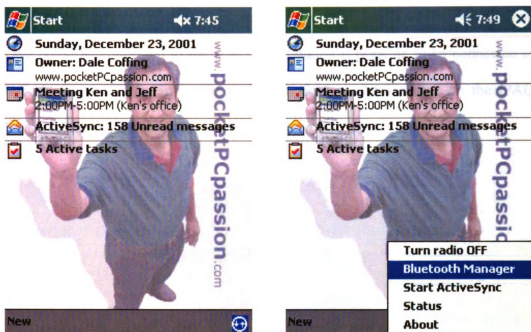 Start 7:45
Sunday, December 23, 2001
Owner: Dale Coffing
www.pocketPCpassion.com
Meeting Ken and Jeff
2:00PM-5:00PM (Ken's office)
ActiveSync: 158 Unread messages
5 Active tasks
www.pocketPCpassion.com
New
Start 7:49
Sunday, December 23, 2001
Owner: Dale Coffing
www.pocketPCpassion.com
Meeting Ken and Jeff
2:00PM-5:00PM (Ken's office)
ActiveSync: 158 Unread messages
5 Active tasks
www.pocketPCpassion
Turn radio OFF
Bluetooth Manager
Start ActiveSync
Status
About
New